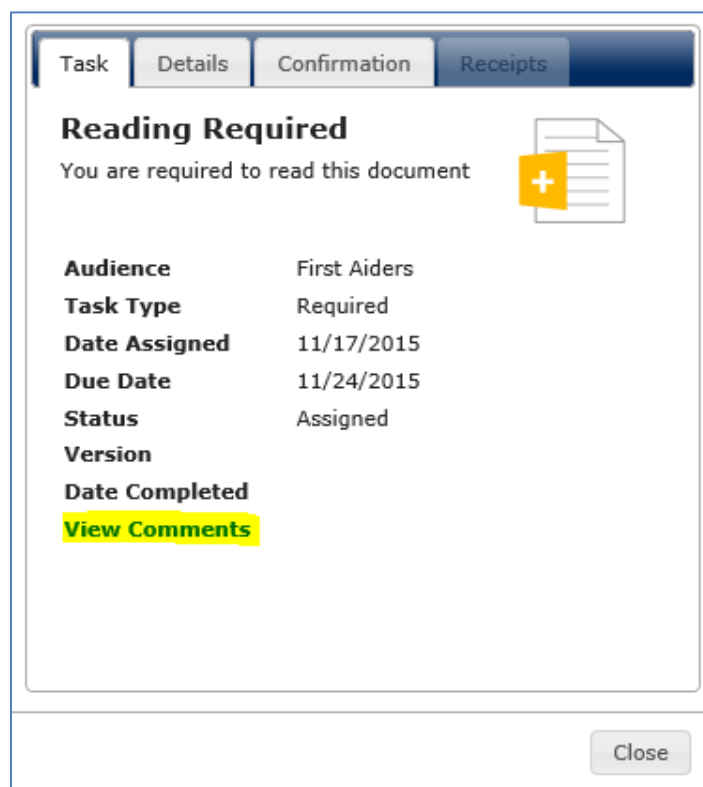 Task Details Confirmation Receipts
Reading Required
You are required to read this document
Audience First Aiders
Task Type Required
Date Assigned 11/17/2015
Due Date 11/24/2015
Status Assigned
Version
Date Completed
View Comments
Close